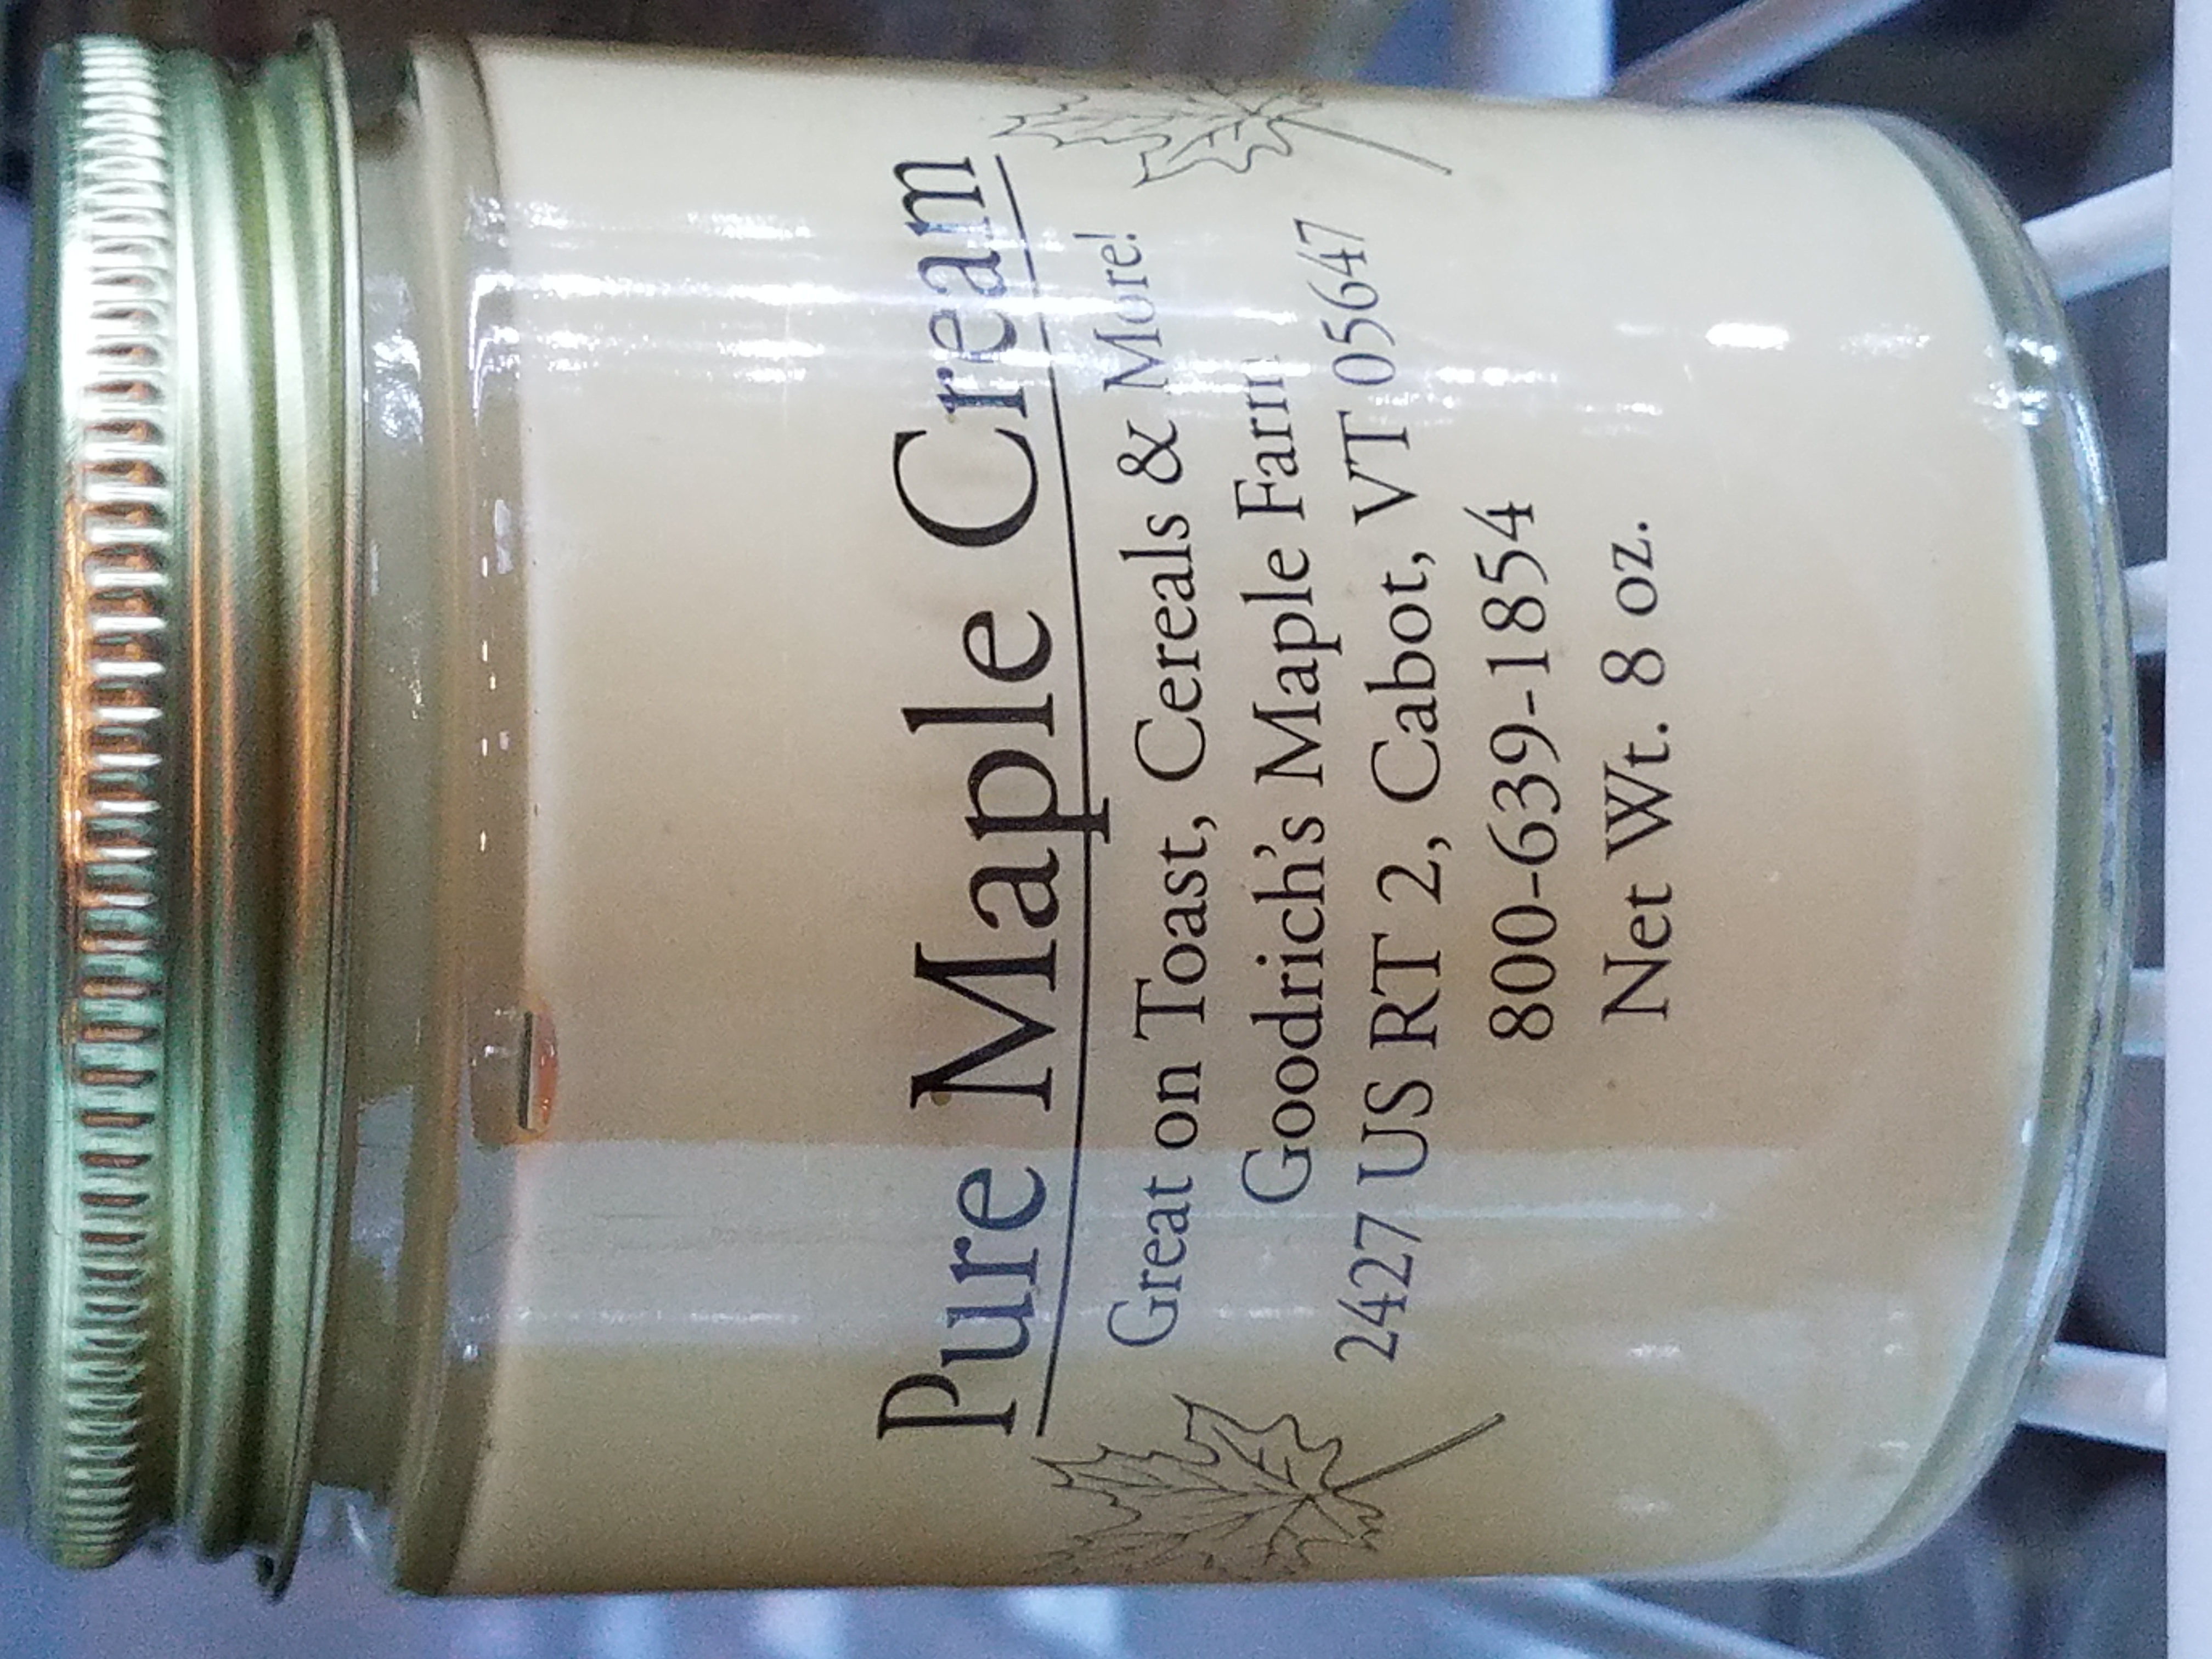 Pure Maple Cream
Great on Toast, Cereals & More!
Goodrich's Maple Farm
2427 US RT 2, Cabot, VT 05647
800-639-1854
Net Wt. 8 oz.